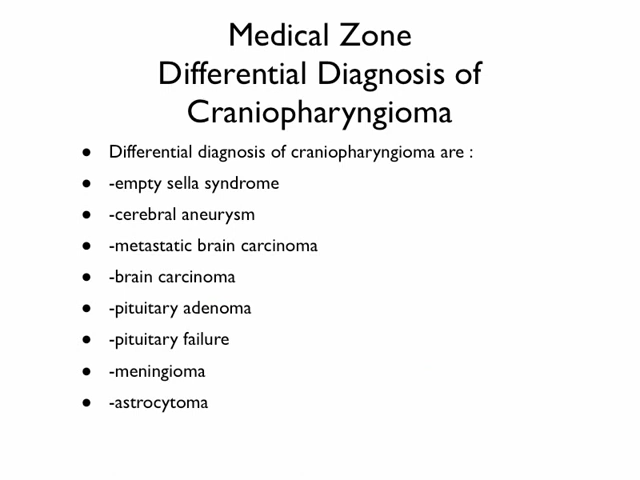 Medical Zone
Differential Diagnosis of
Craniopharyngioma
● Differential diagnosis of craniopharyngioma are :
● -empty sella syndrome
● -cerebral aneurysm
● -metastatic brain carcinoma
● -brain carcinoma
● -pituitary adenoma
● -pituitary failure
● -meningioma
● -astrocytoma